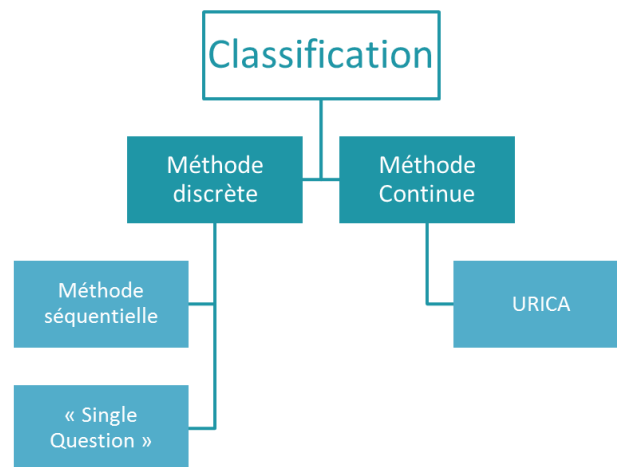 Classification
Méthode
discrète
Méthode
Continue
Méthode
séquentielle
URICA
« Single
Question »